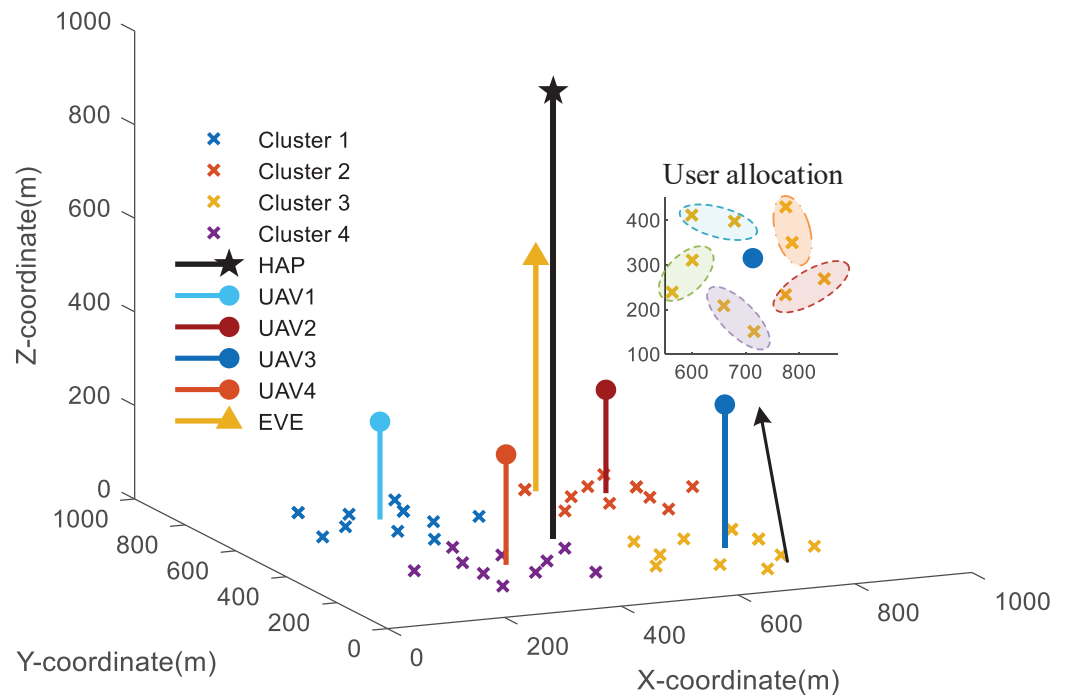 1000
800
600
400
200
0
Z-coordinate(m)
Cluster 1
Cluster 2
Cluster 3
Cluster 4
HAP
UAV1
UAV2
UAV3
UAV4
EVE
User allocation
400
300
200
100
600
700
800
1000
800
600
400
200
0
Y-coordinate(m)
0
200
400
600
800
1000
X-coordinate(m)